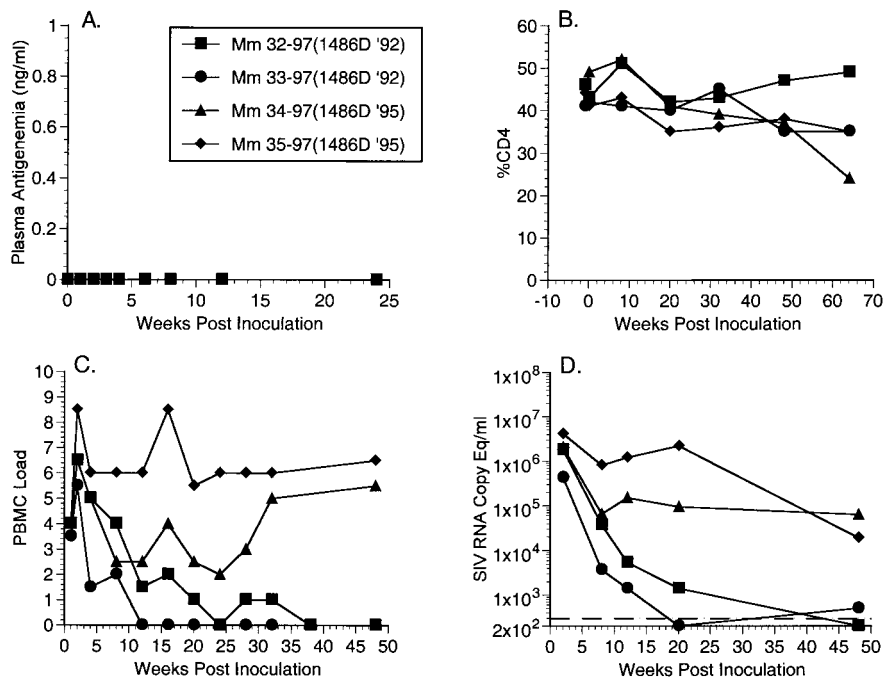 A.
Plasma Antigenemia (ng/ml)
1
0.8
0.6
0.4
0.2
0
0 5 10 15 20 25
Weeks Post Inoculation
Mm 32-97(1486D '92)
Mm 33-97(1486D '92)
Mm 34-97(1486D '95)
Mm 35-97(1486D '95)
B.
%CD4
60
50
40
30
20
10
0
-10 0 10 20 30 40 50 60 70
Weeks Post Inoculation
C.
PBMC Load
10
9
8
7
6
5
4
3
2
1
0
0 5 10 15 20 25 30 35 40 45 50
Weeks Post Inoculation
D.
SIV RNA Copy Eq/ml
1x10⁸
1x10⁷
1x10⁶
1x10⁵
1x10⁴
1x10³
2x10²
0 5 10 15 20 25 30 35 40 45 50
Weeks Post Inoculation